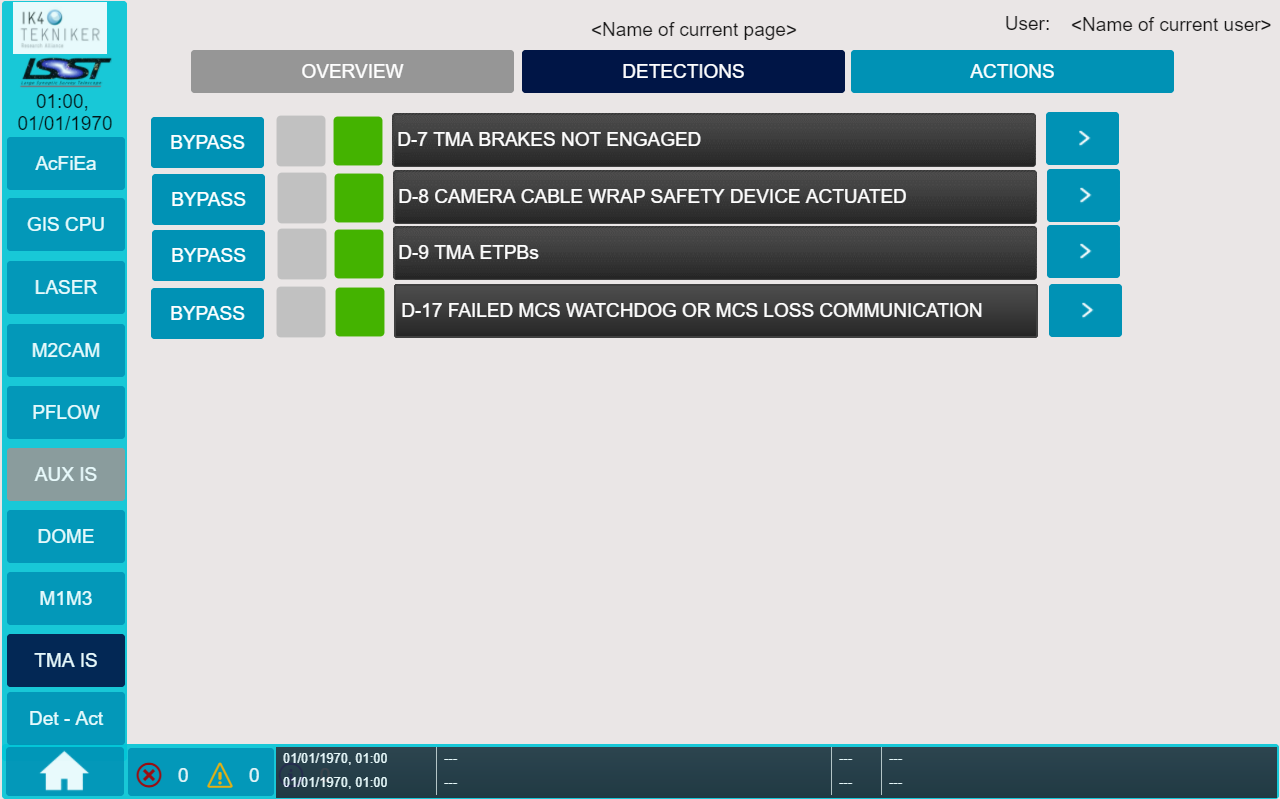 IK4
TEKNIKER
Research Alliance
LSST
01:00,
01/01/1970
<Name of current page>
User: <Name of current user>
OVERVIEW DETECTIONS ACTIONS
AcFiEa
GIS CPU
LASER
M2CAM
PFLOW
AUX IS
DOME
M1M3
TMA IS
Det - Act
BYPASS D-7 TMA BRAKES NOT ENGAGED >
BYPASS D-8 CAMERA CABLE WRAP SAFETY DEVICE ACTUATED >
BYPASS D-9 TMA ETPBs >
BYPASS D-17 FAILED MCS WATCHDOG OR MCS LOSS COMMUNICATION >
0 0
01/01/1970, 01:00 --- --- ---
01/01/1970, 01:00 --- --- ---